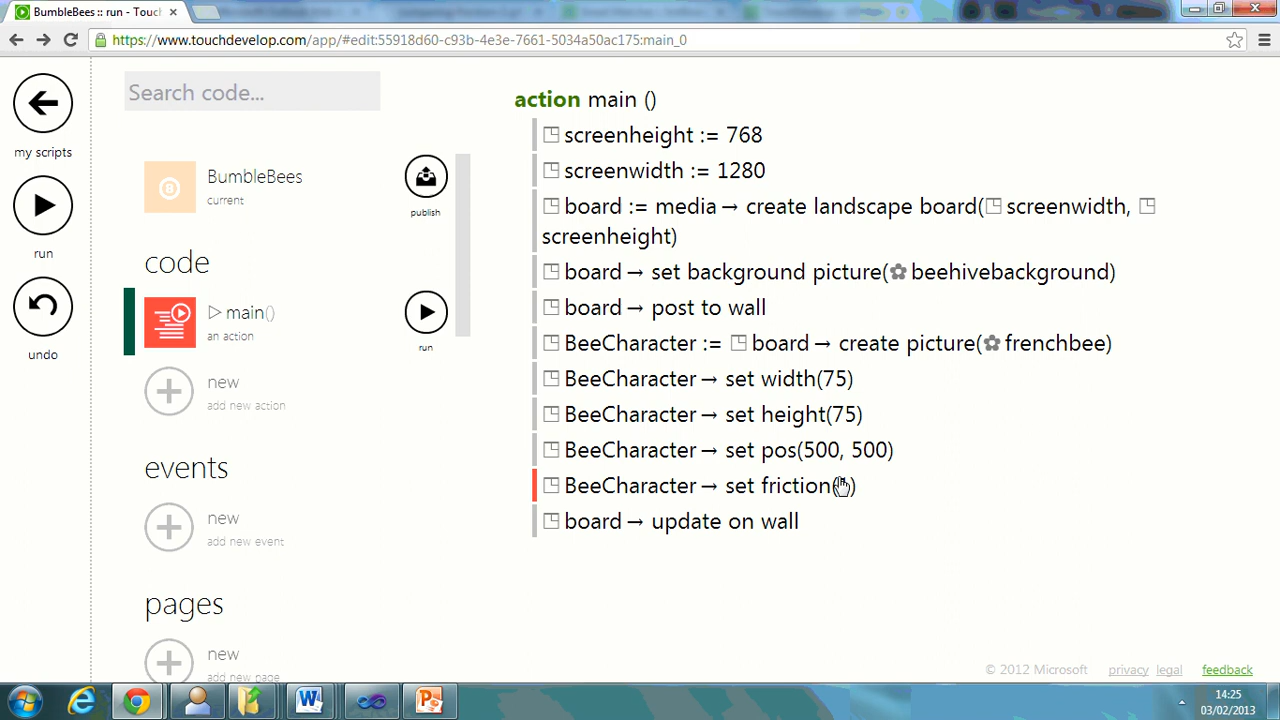 BumbleBees :: run - Touch
https://www.touchdevelop.com/app/#edit:55918d60-c93b-4e3e-7661-5034a50ac175:main_0
my scripts
run
undo
Search code...
BumbleBees
current
publish
code
main()
an action
run
new
add new action
events
new
add new event
pages
new
add new page
action main ()
screenheight := 768
screenwidth := 1280
board := media → create landscape board(screenwidth,
screenheight)
board → set background picture(beehivebackground)
board → post to wall
BeeCharacter := board → create picture(frenchbee)
BeeCharacter → set width(75)
BeeCharacter → set height(75)
BeeCharacter → set pos(500, 500)
BeeCharacter → set friction( )
board → update on wall
© 2012 Microsoft privacy legal feedback
14:25
03/02/2013